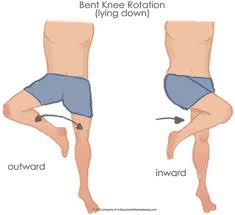 Bent Knee Rotation
(lying down)
outward
inward